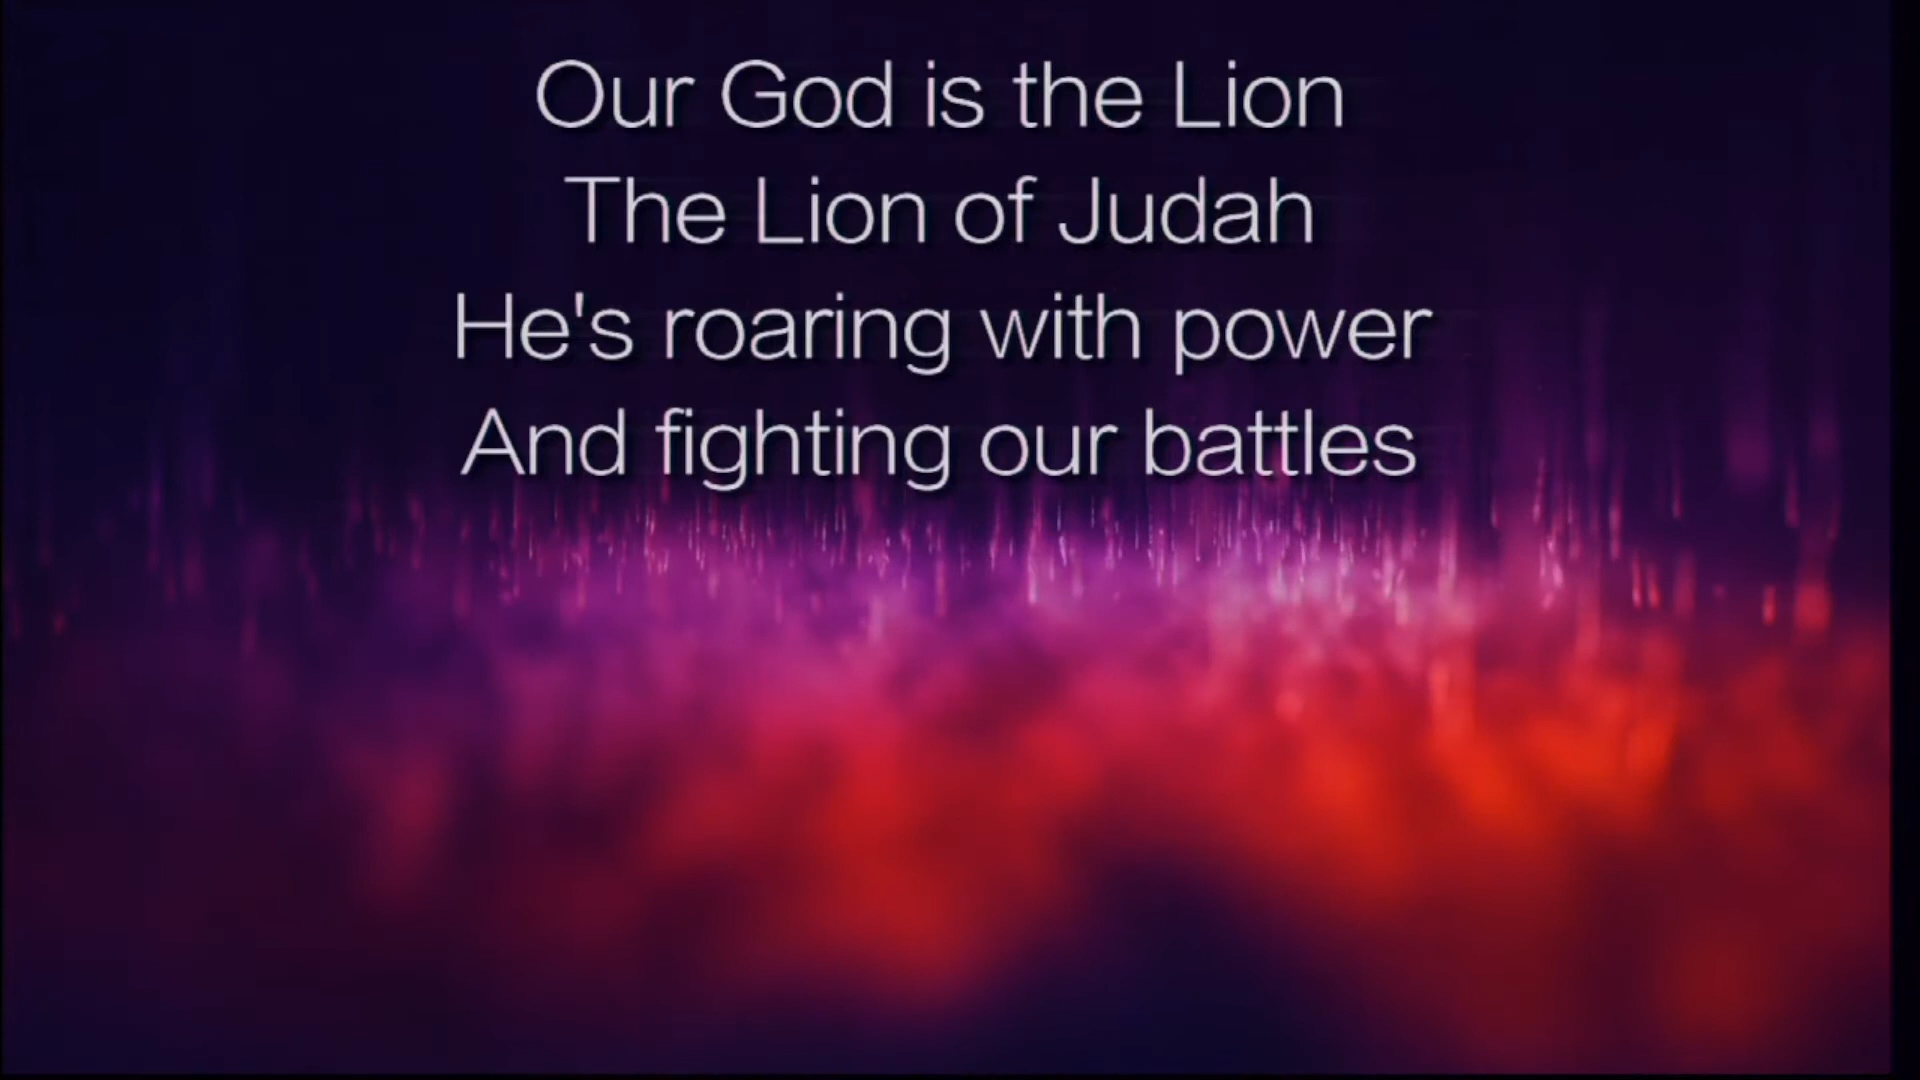 Our God is the Lion
The Lion of Judah
He's roaring with power
And fighting our battles